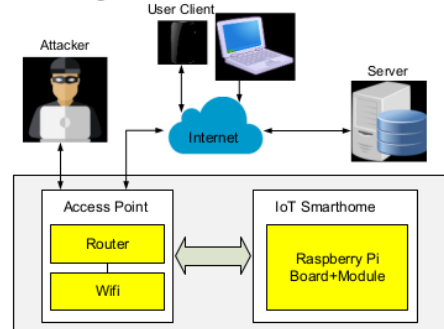 User Client
Attacker
Server
Internet
Access Point
IoT Smarthome
Router
Raspberry Pi
Board+Module
Wifi